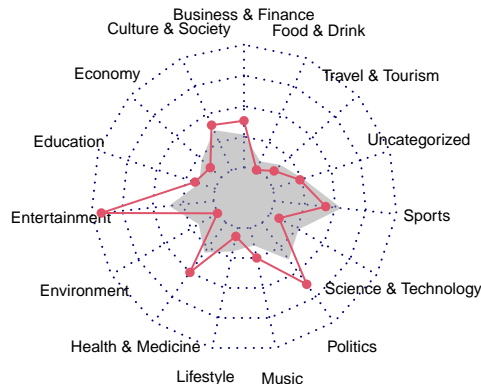 Business & Finance
Culture & Society
Food & Drink
Economy
Travel & Tourism
Education
Uncategorized
Entertainment
Sports
Environment
Science & Technology
Health & Medicine
Politics
Lifestyle
Music